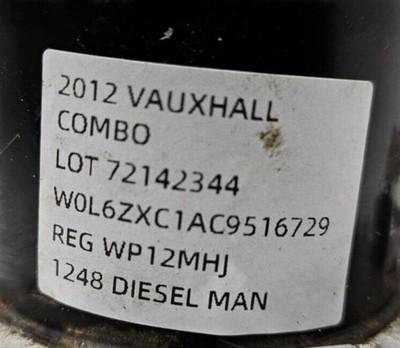 2012 VAUXHALL
COMBO
LOT 72142344
W0L6ZXC1AC9516729
REG WP12MHJ
1248 DIESEL MAN